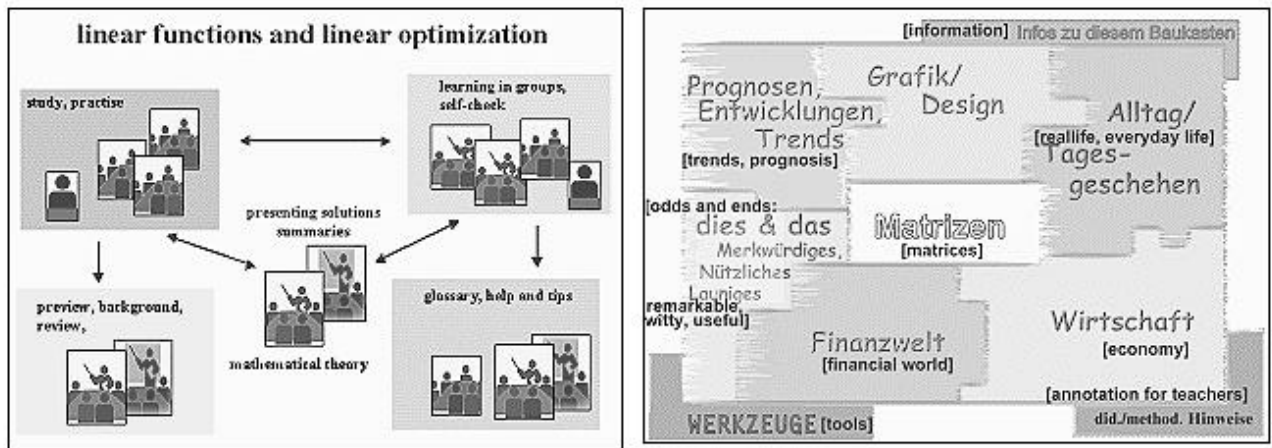 linear functions and linear optimization
study, practise
learning in groups,
self-check
presenting solutions
summaries
preview, background,
review,
mathematical theory
glossary, help and tips
[information] Infos zu diesem Baukasten
Prognosen,
Entwicklungen,
Trends
[trends, prognosis]
Grafik/
Design
Alltag/
[reallife, everyday life]
Tages-
geschehen
[odds and ends:
dies & das
Merkwürdiges,
Nützliches
Launiges
remarkable,
witty, useful]
Matrizen
[matrices]
Finanzwelt
[financial world]
Wirtschaft
[economy]
[annotation for teachers]
WERKZEUGE [tools]
did./method. Hinweise